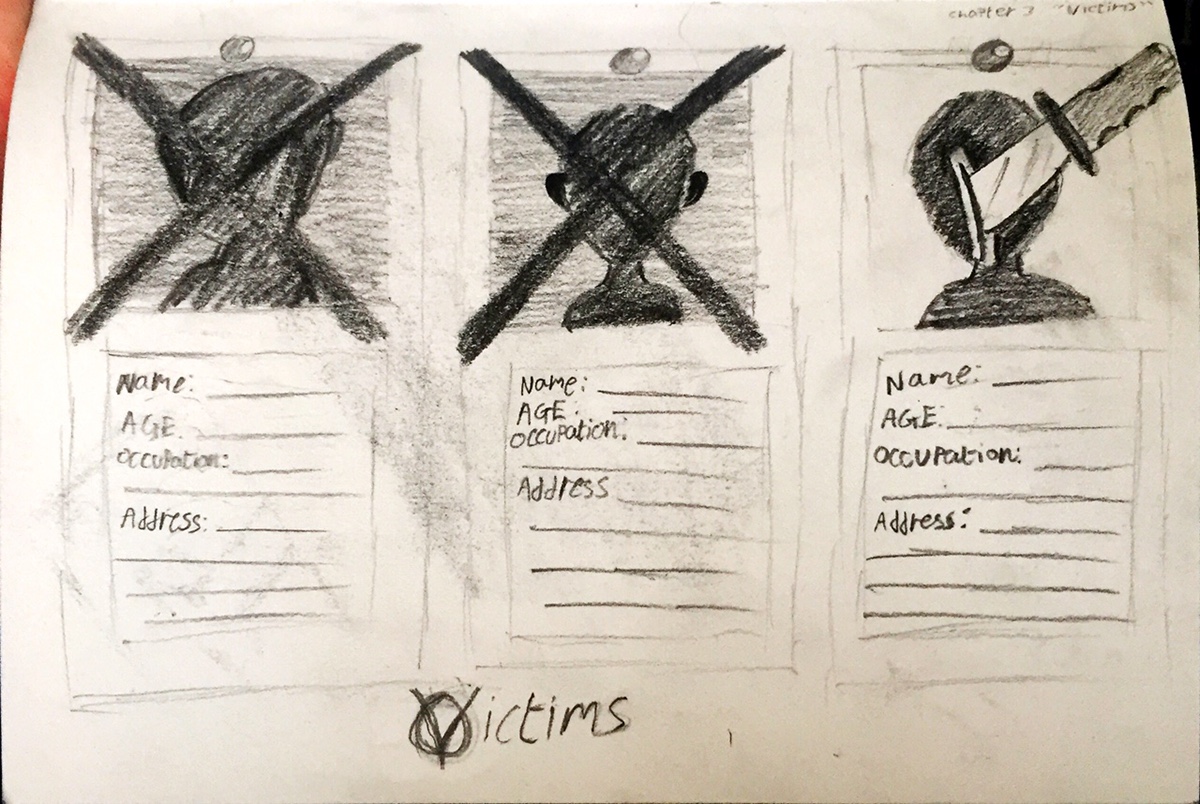 chapter 3 "Victims"
Name:
AGE.
Occupation:
Address:
Name:
AGE.
Occupation:
Address
Name:
AGE:
Occupation:
Address:
Victims